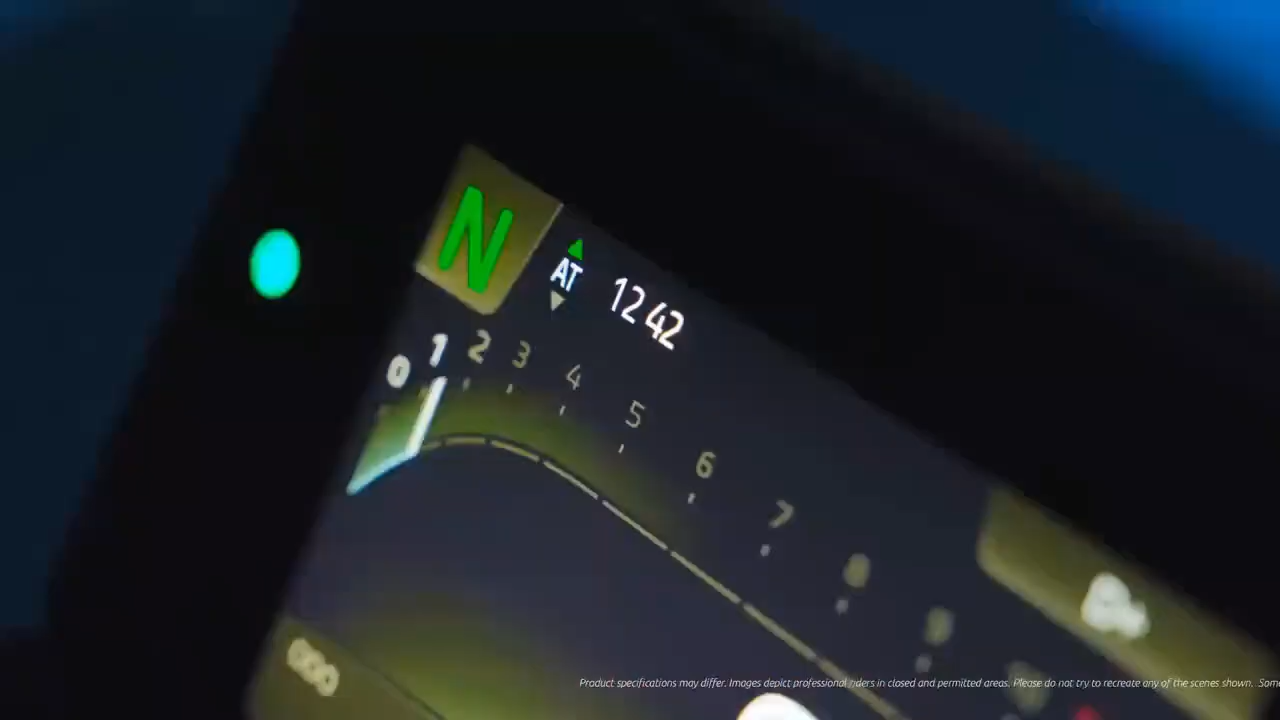 N
AT
12 42
0 1 2 3 4 5 6 7 8
Product specifications may differ. Images depict professional riders in closed and permitted areas. Please do not try to recreate any of the scenes shown.